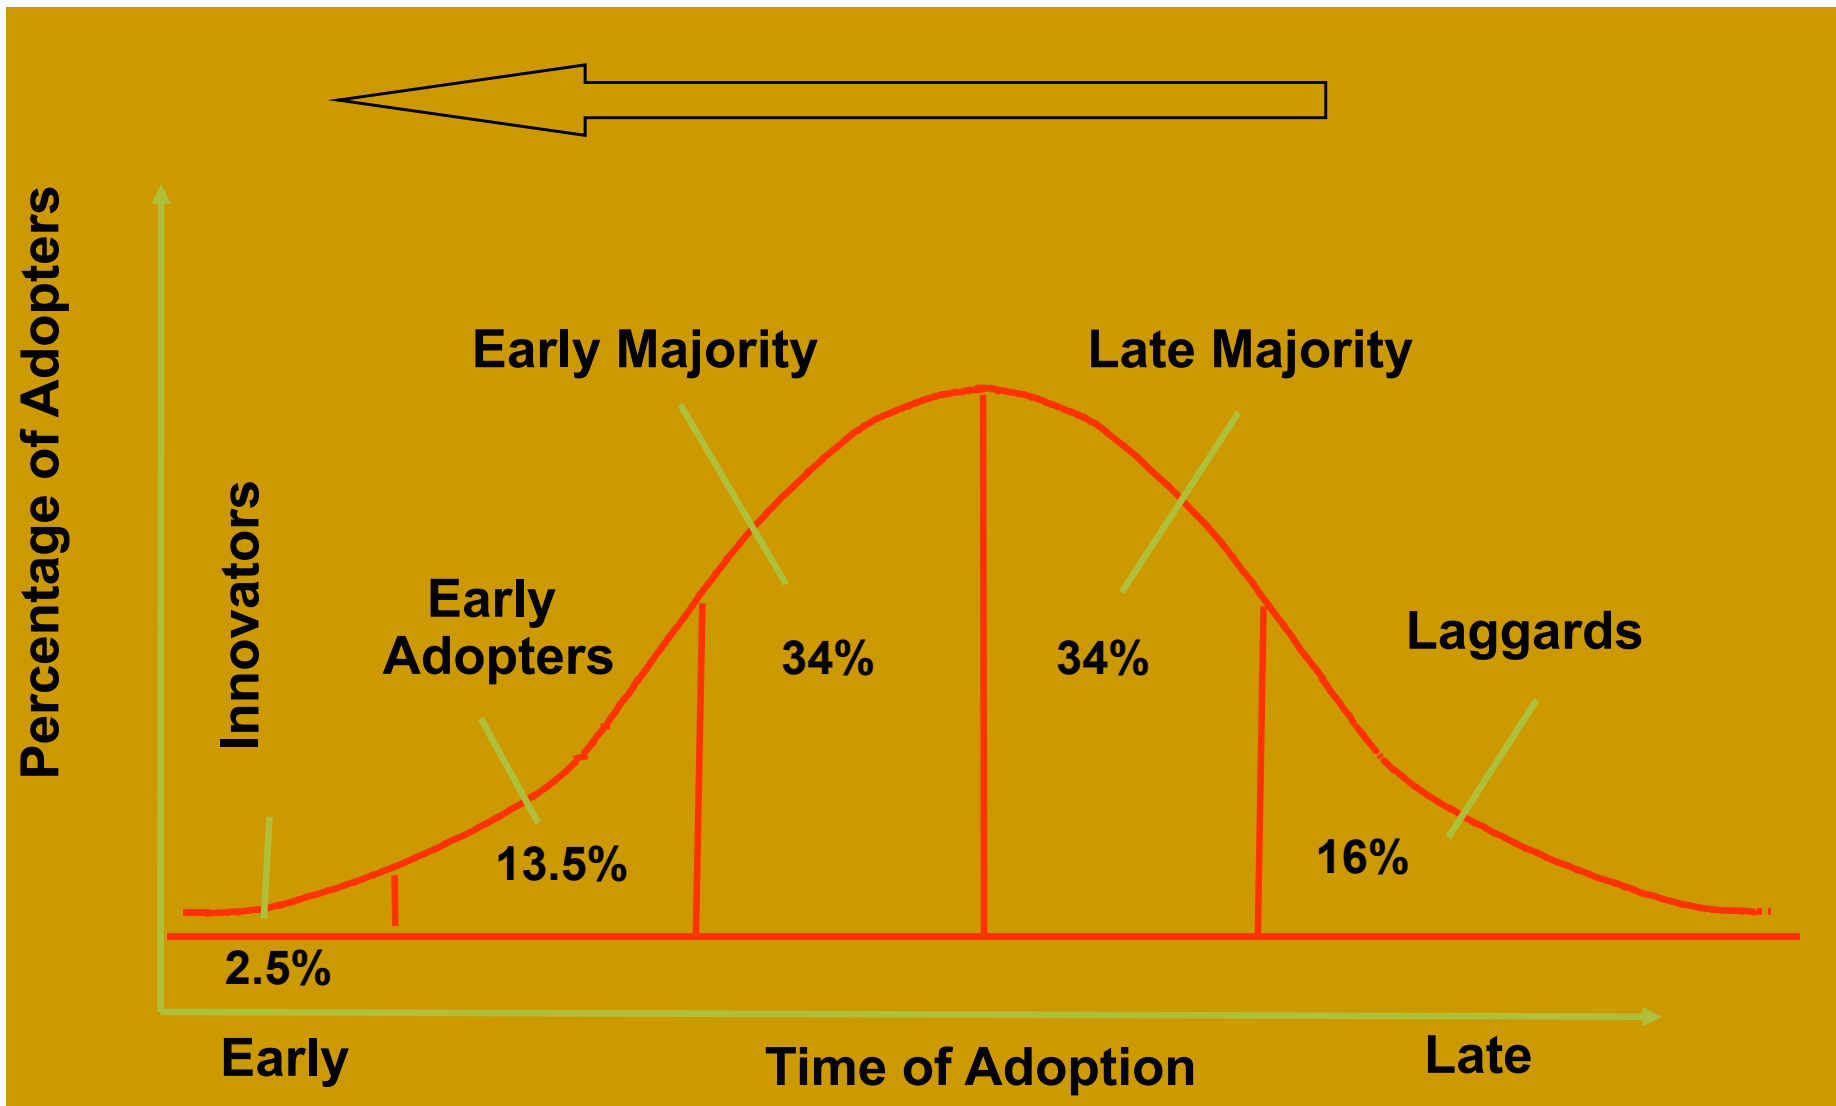 Percentage of Adopters
Early Majority
Late Majority
Innovators
Early
Adopters
Laggards
34%
34%
13.5%
16%
2.5%
Early
Time of Adoption
Late